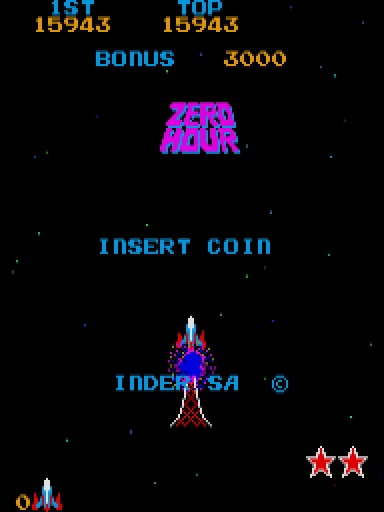 1ST TOP
15943 15943
BONUS 3000
ZERO
HOUR
INSERT COIN
INDER SA ©
0